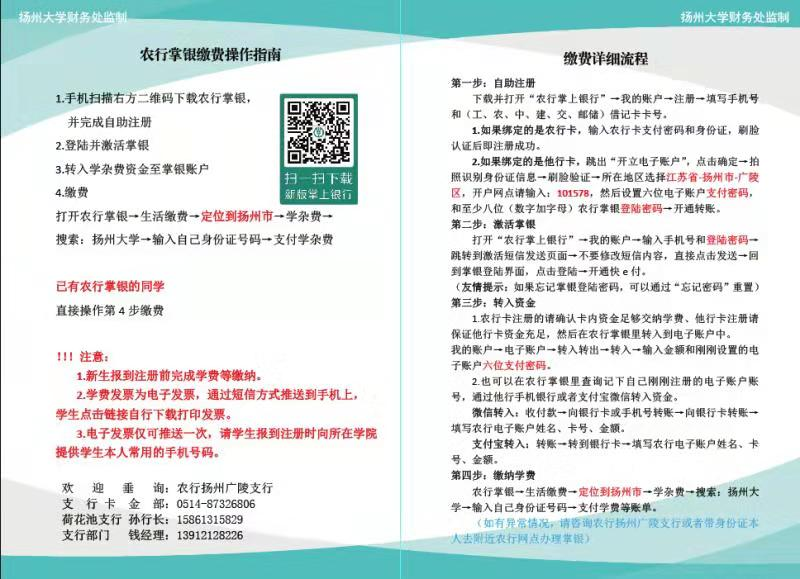 扬州大学财务处监制
农行掌银缴费操作指南
1.手机扫描右方二维码下载农行掌银，
并完成自助注册
2.登陆并激活掌银
3.转入学杂费资金至掌银账户
4.缴费
打开农行掌银→生活缴费→定位到扬州市→学杂费→
搜索：扬州大学→输入自己身份证号码→支付学杂费
扫一扫下载
新版掌上银行
已有农行掌银的同学
直接操作第4步缴费
!!! 注意：
1.新生报到注册前完成学费等缴纳。
2.学费发票为电子发票，通过短信方式推送到手机上，
学生点击链接自行下载打印发票。
3.电子发票仅可推送一次，请学生报到注册时向所在学院
提供学生本人常用的手机号码。
欢 迎 垂 询：农行扬州广陵支行
支 行 卡 金 部：0514-87326806
荷花池支行 孙行长：15861315829
支行部门 钱经理：13912128226
扬州大学财务处监制
缴费详细流程
第一步：自助注册
下载并打开“农行掌上银行”→我的账户→注册→填写手机号
和（工、农、中、建、交、邮储）借记卡卡号。
1.如果绑定的是农行卡，输入农行卡支付密码和身份证，刷脸
认证后即注册成功。
2.如果绑定的是他行卡，跳出“开立电子账户”，点击确定→拍
照识别身份证信息→刷脸验证→所在地区选择江苏省-扬州市-广陵
区，开户网点请输入：101578，然后设置六位电子账户支付密码，
和至少八位（数字加字母）农行掌银登陆密码→开通转账。
第二步：激活掌银
打开“农行掌上银行”→我的账户→输入手机号和登陆密码→
跳转到激活短信发送页面→不要修改短信内容，直接点击发送→回
到掌银登陆界面，点击登陆→开通快e付。
（友情提示：如果忘记掌银登陆密码，可以通过“忘记密码”重置）
第三步：转入资金
1.农行卡注册的请确认卡内资金足够交纳学费、他行卡注册请
保证他行卡资金充足，然后在农行掌银里转入到电子账户中。
我的账户→电子账户→转入转出→转入→输入金额和刚刚设置的电
子账户六位支付密码。
2.也可以在农行掌银里查询记下自己刚刚注册的电子账户账
号，通过他行手机银行或者支付宝微信转入资金。
微信转入：收付款→向银行卡或手机号转账→向银行卡转账→
填写农行电子账户姓名、卡号、金额。
支付宝转入：转账→转到银行卡→填写农行电子账户姓名、卡
号、金额。
第四步：缴纳学费
农行掌银→生活缴费→定位到扬州市→学杂费→搜索：扬州大
学→输入自己身份证号码→支付学费等账单。
（如有异常情况，请咨询农行扬州广陵支行或者带身份证本
人去附近农行网点办理掌银）